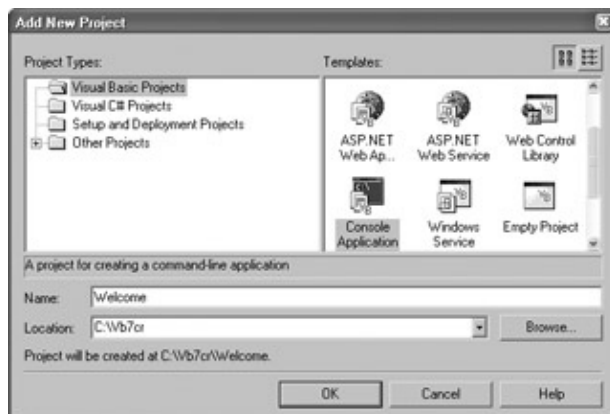 Add New Project
Project Types:
Templates:
Visual Basic Projects
Visual C# Projects
Setup and Deployment Projects
Other Projects
ASP.NET
Web Ap...
ASP.NET
Web Service
Web Control
Library
Console
Application
Windows
Service
Empty Project
A project for creating a command-line application
Name:
Welcome
Location:
C:\Vb7cr
Browse...
Project will be created at C:\Vb7cr\Welcome.
OK
Cancel
Help